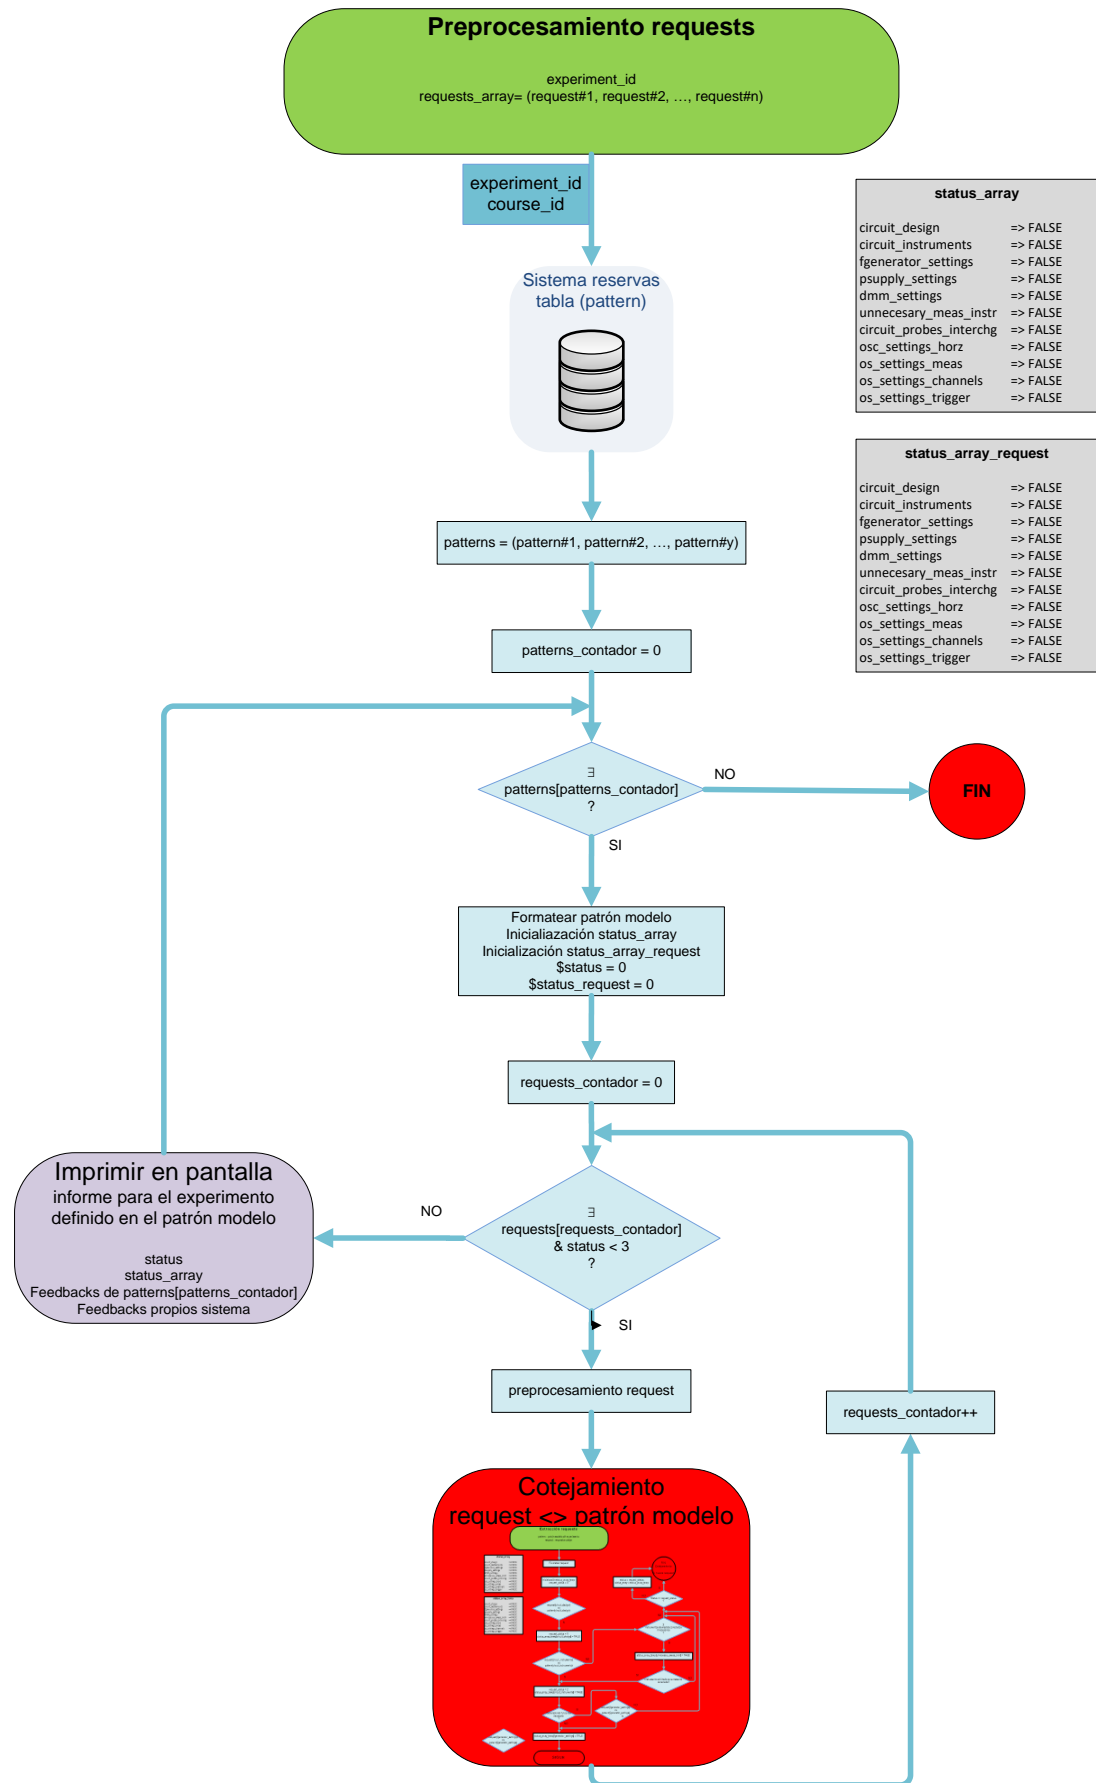 Preprocesamiento requests
experiment_id
requests_array= (request#1, request#2, …, request#n)
experiment_id
course_id
Sistema reservas
tabla (pattern)
status_array
circuit_design => FALSE
circuit_instruments => FALSE
fgenerator_settings => FALSE
psupply_settings => FALSE
dmm_settings => FALSE
unnecesary_meas_instr => FALSE
circuit_probes_interchg => FALSE
osc_settings_horz => FALSE
os_settings_meas => FALSE
os_settings_channels => FALSE
os_settings_trigger => FALSE
status_array_request
circuit_design => FALSE
circuit_instruments => FALSE
fgenerator_settings => FALSE
psupply_settings => FALSE
dmm_settings => FALSE
unnecesary_meas_instr => FALSE
circuit_probes_interchg => FALSE
osc_settings_horz => FALSE
os_settings_meas => FALSE
os_settings_channels => FALSE
os_settings_trigger => FALSE
patterns = (pattern#1, pattern#2, …, pattern#y)
patterns_contador = 0
∃
patterns[patterns_contador]
?
NO
FIN
SI
Formatear patrón modelo
Inicialiazación status_array
Inicialización status_array_request
$status = 0
$status_request = 0
requests_contador = 0
∃
requests[requests_contador]
& status < 3
?
NO
SI
Imprimir en pantalla
informe para el experimento
definido en el patrón modelo
status
status_array
Feedbacks de patterns[patterns_contador]
Feedbacks propios sistema
preprocesamiento request
requests_contador++
Cotejamiento
request <> patrón modelo